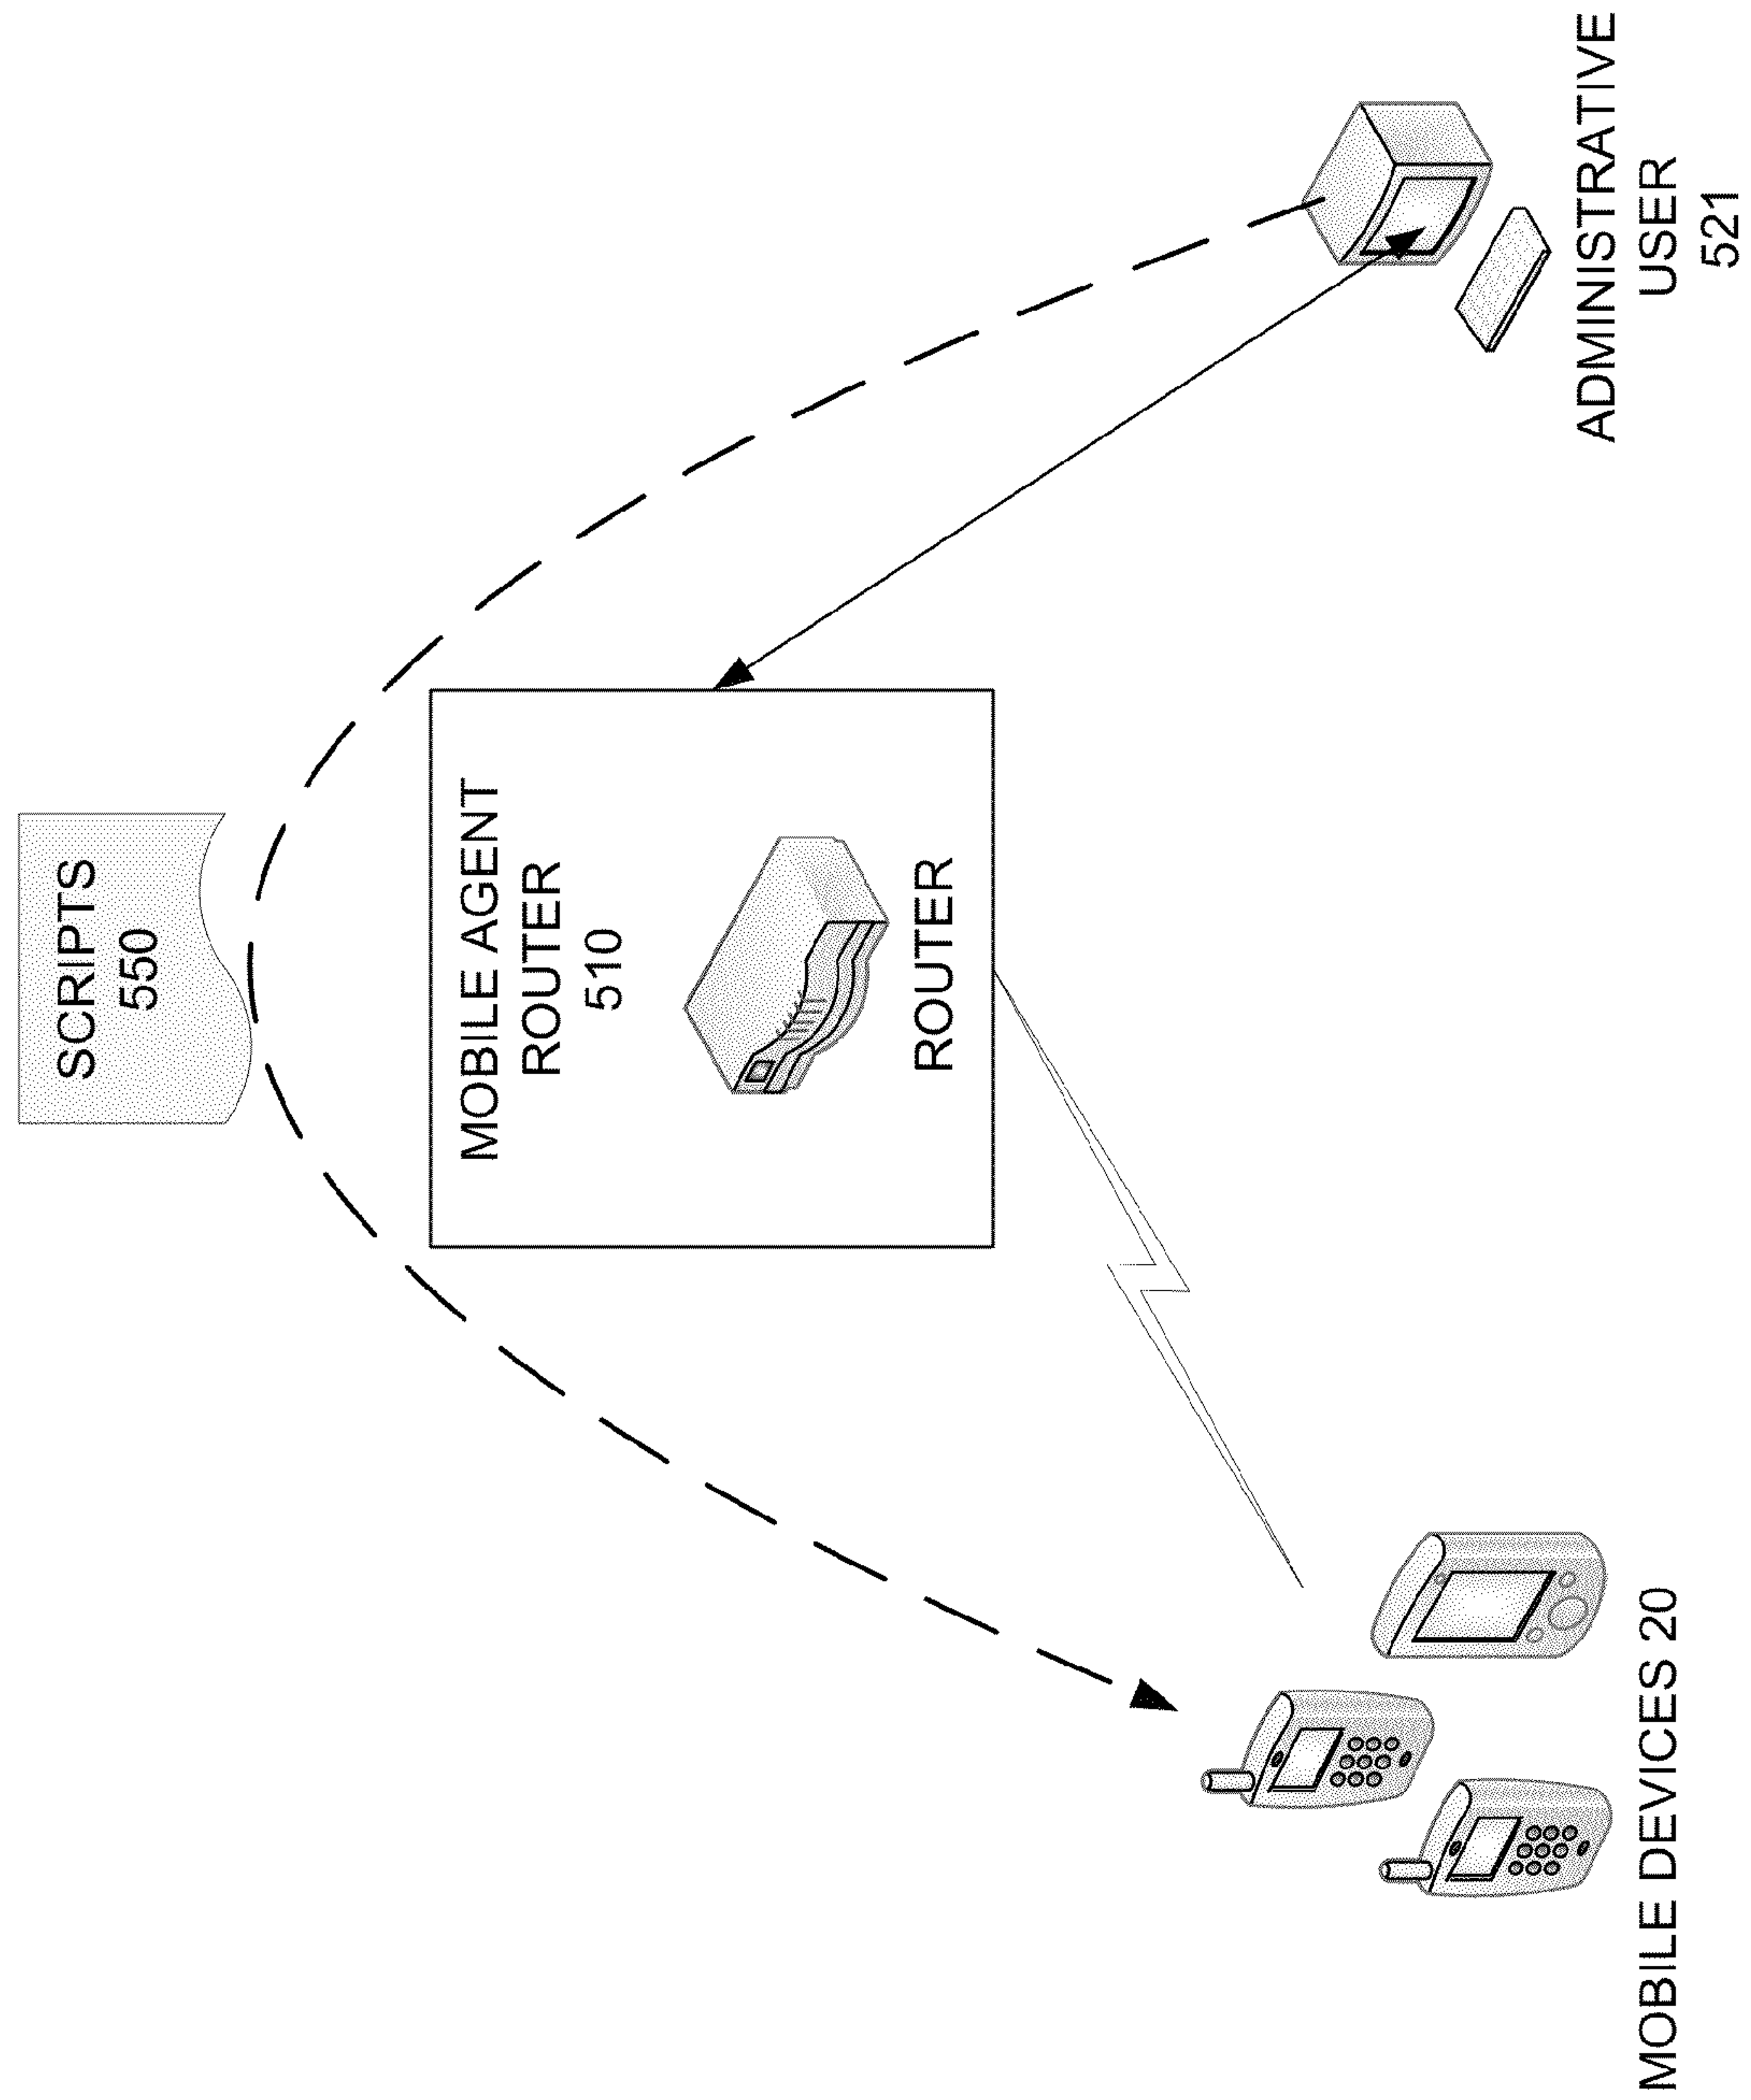 SCRIPTS
550
MOBILE AGENT
ROUTER
510
ROUTER
MOBILE DEVICES 20
ADMINISTRATIVE
USER
521